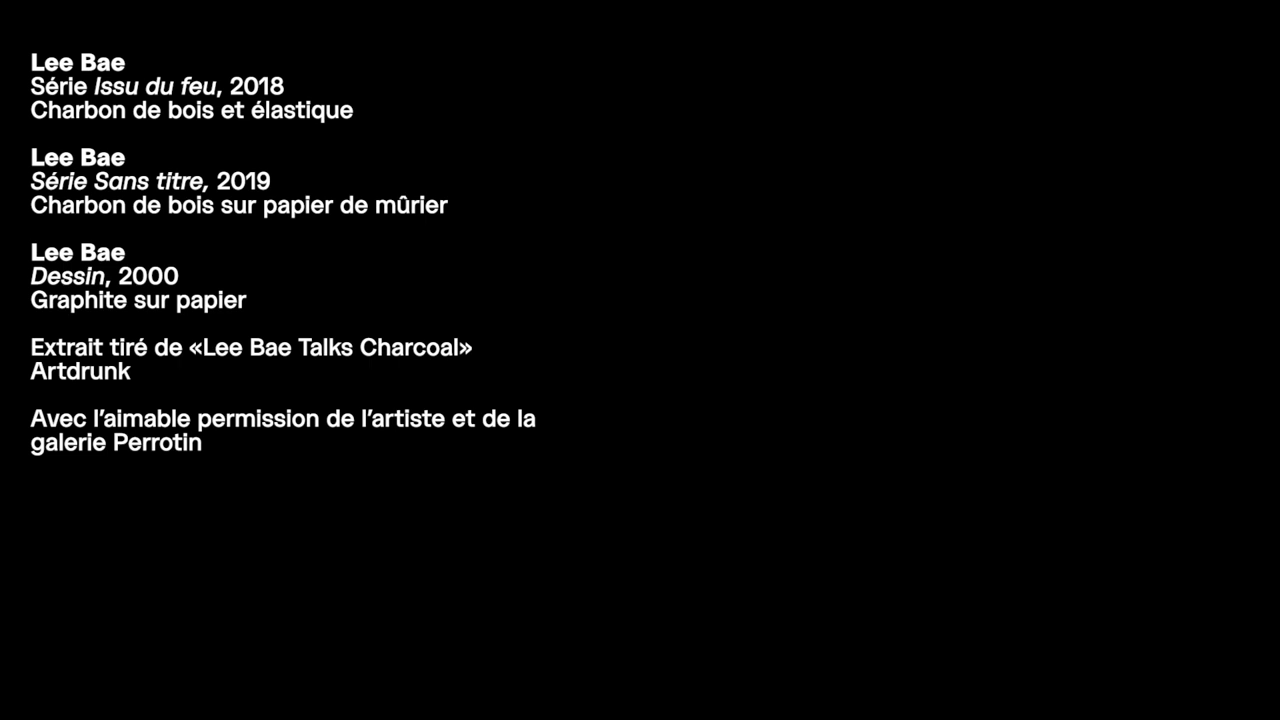 Lee Bae
Série Issu du feu, 2018
Charbon de bois et élastique
Lee Bae
Série Sans titre, 2019
Charbon de bois sur papier de mûrier
Lee Bae
Dessin, 2000
Graphite sur papier
Extrait tiré de «Lee Bae Talks Charcoal»
Artdrunk
Avec l’aimable permission de l’artiste et de la
galerie Perrotin